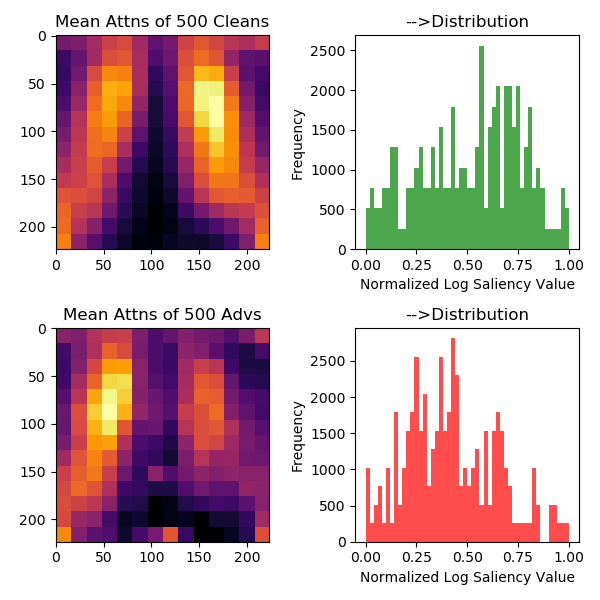 Mean Attns of 500 Cleans
0
50
100
150
200
0 50 100 150 200
-->Distribution
Frequency
2500
2000
1500
1000
500
0
0.00 0.25 0.50 0.75 1.00
Normalized Log Saliency Value
Mean Attns of 500 Advs
0
50
100
150
200
0 50 100 150 200
-->Distribution
Frequency
2500
2000
1500
1000
500
0
0.00 0.25 0.50 0.75 1.00
Normalized Log Saliency Value